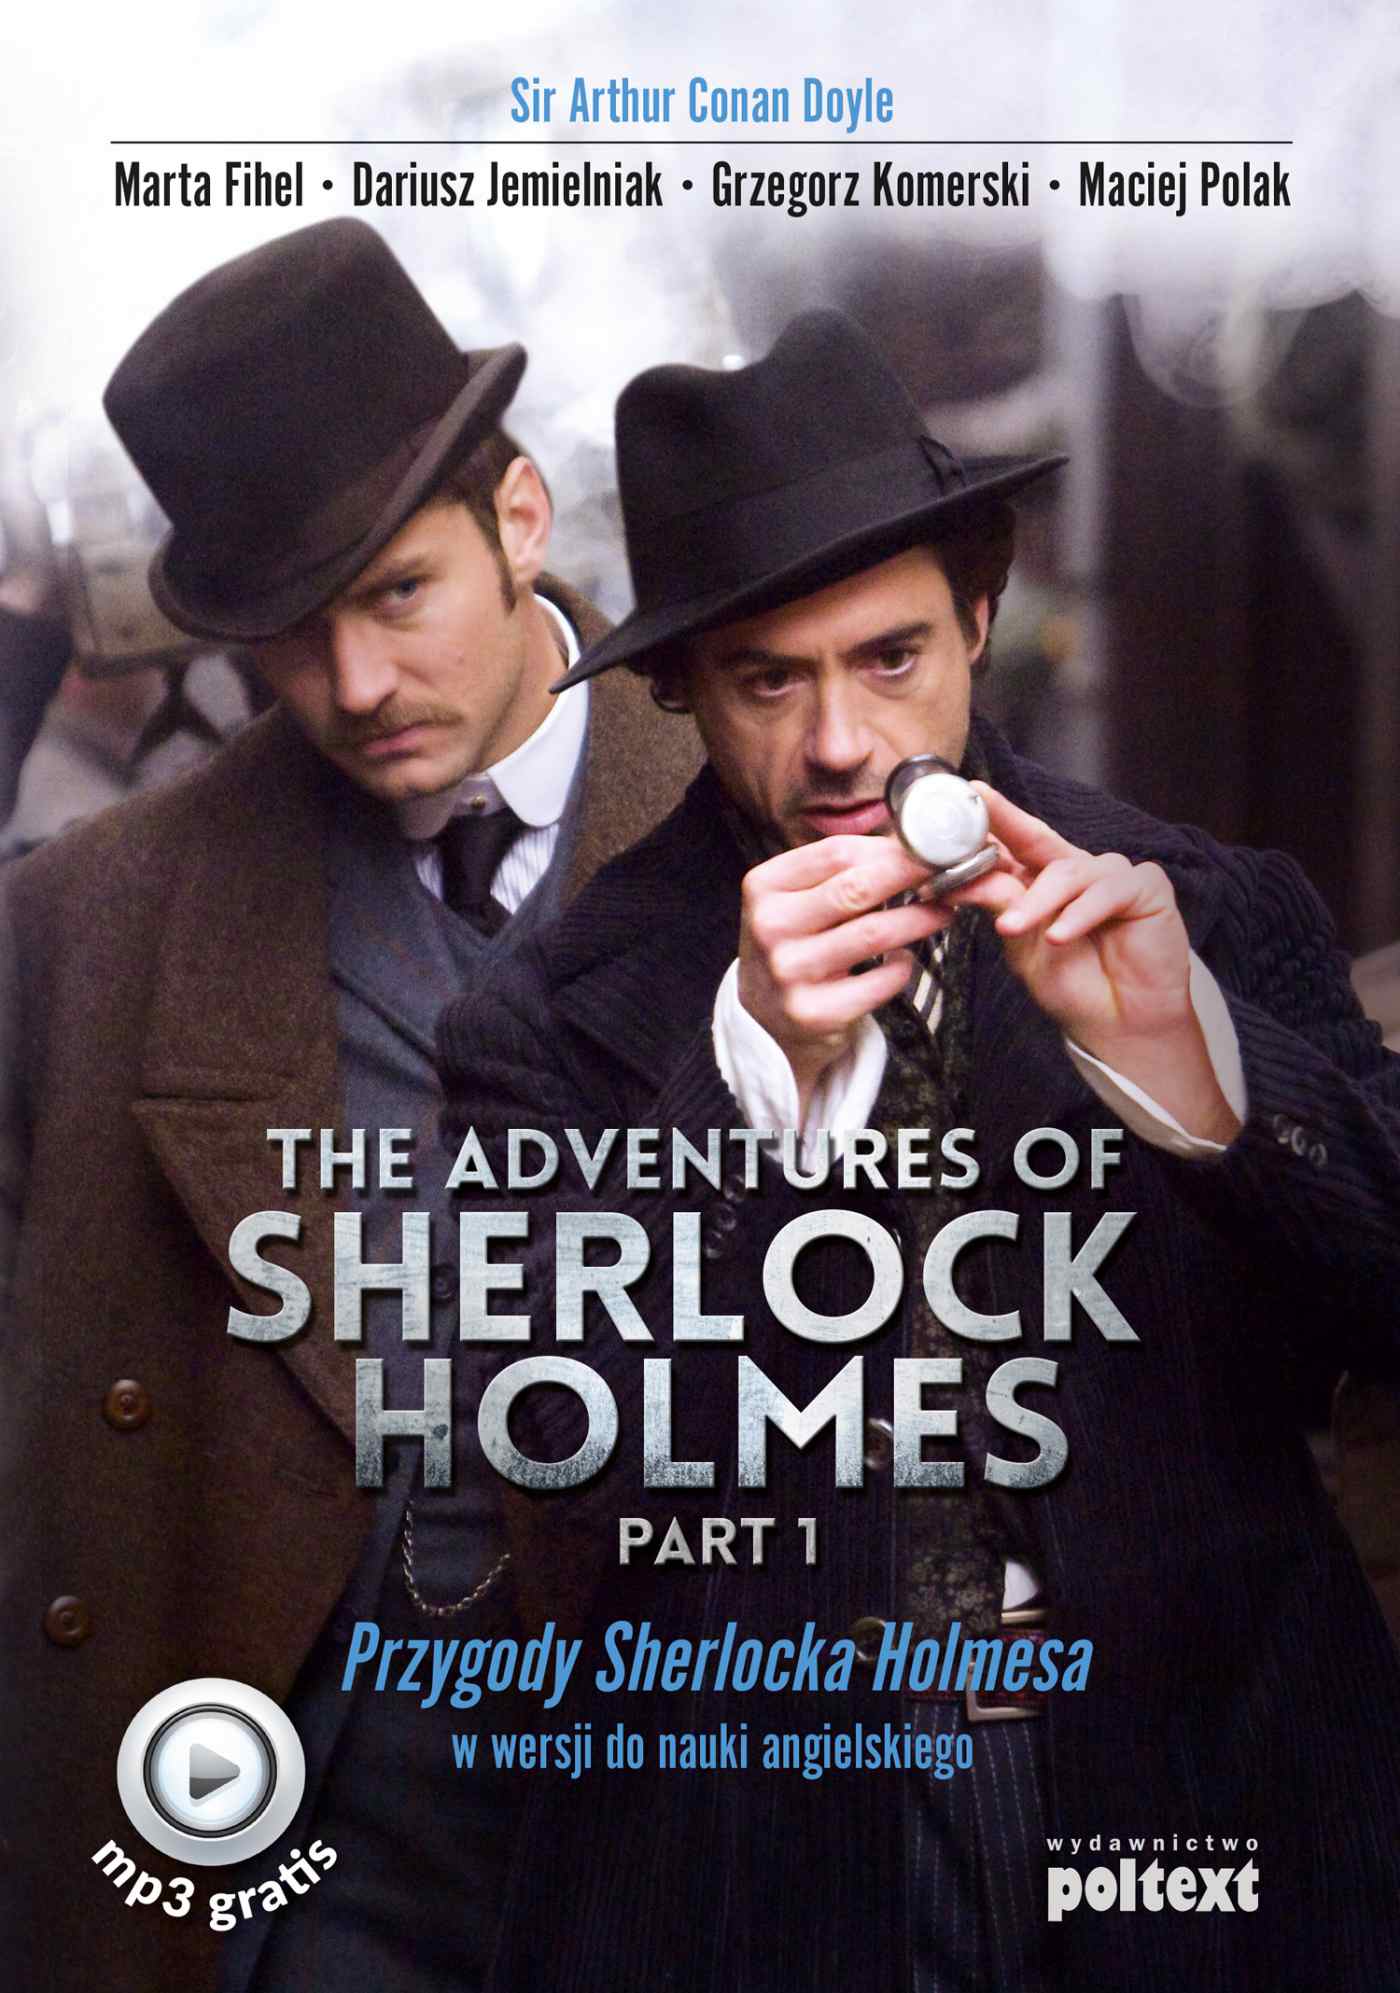 Sir Arthur Conan Doyle
Marta Fihel • Dariusz Jemielniak • Grzegorz Komerski • Maciej Polak
THE ADVENTURES OF
SHERLOCK
HOLMES
PART 1
Przygody Sherlocka Holmesa
w wersji do nauki angielskiego
mp3 gratis
wydawnictwo
poltext